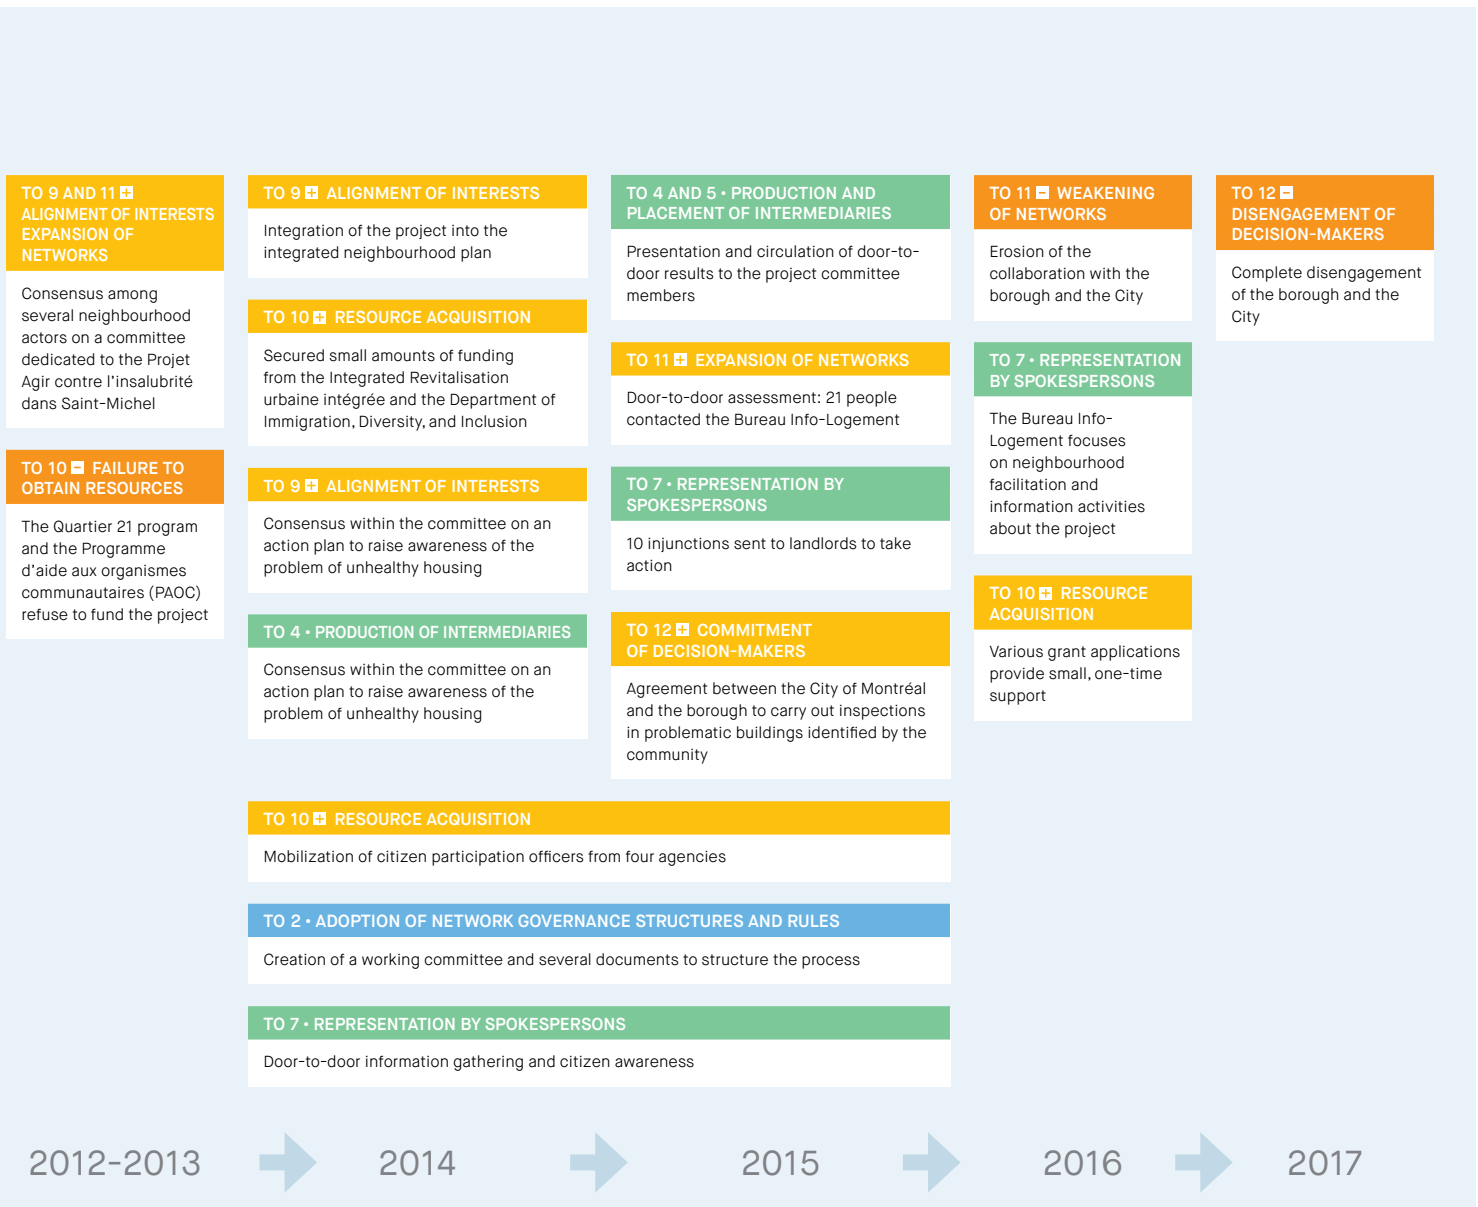 TO 9 AND 11 +
ALIGNMENT OF INTERESTS
EXPANSION OF
NETWORKS
Consensus among
several neighbourhood
actors on a committee
dedicated to the Projet
Agir contre l'insalubrité
dans Saint-Michel
TO 10 - FAILURE TO
OBTAIN RESOURCES
The Quartier 21 program
and the Programme
d'aide aux organismes
communautaires (PAOC)
refuse to fund the project
TO 9 + ALIGNMENT OF INTERESTS
Integration of the project into the
integrated neighbourhood plan
TO 10 + RESOURCE ACQUISITION
Secured small amounts of funding
from the Integrated Revitalisation
urbaine intégrée and the Department of
Immigration, Diversity, and Inclusion
TO 9 + ALIGNMENT OF INTERESTS
Consensus within the committee on an
action plan to raise awareness of the
problem of unhealthy housing
TO 4 • PRODUCTION OF INTERMEDIARIES
Consensus within the committee on an
action plan to raise awareness of the
problem of unhealthy housing
TO 4 AND 5 • PRODUCTION AND
PLACEMENT OF INTERMEDIARIES
Presentation and circulation of door-to-
door results to the project committee
members
TO 11 + EXPANSION OF NETWORKS
Door-to-door assessment: 21 people
contacted the Bureau Info-Logement
TO 7 • REPRESENTATION BY
SPOKESPERSONS
10 injunctions sent to landlords to take
action
TO 12 + COMMITMENT
OF DECISION-MAKERS
Agreement between the City of Montréal
and the borough to carry out inspections
in problematic buildings identified by the
community
TO 10 + RESOURCE ACQUISITION
Mobilization of citizen participation officers from four agencies
TO 2 • ADOPTION OF NETWORK GOVERNANCE STRUCTURES AND RULES
Creation of a working committee and several documents to structure the process
TO 7 • REPRESENTATION BY SPOKESPERSONS
Door-to-door information gathering and citizen awareness
TO 11 - WEAKENING
OF NETWORKS
Erosion of the
collaboration with the
borough and the City
TO 7 • REPRESENTATION
BY SPOKESPERSONS
The Bureau Info-
Logement focuses
on neighbourhood
facilitation and
information activities
about the project
TO 10 + RESOURCE
ACQUISITION
Various grant applications
provide small, one-time
support
TO 12 -
DISENGAGEMENT OF
DECISION-MAKERS
Complete disengagement
of the borough and the
City
2012-2013
2014
2015
2016
2017